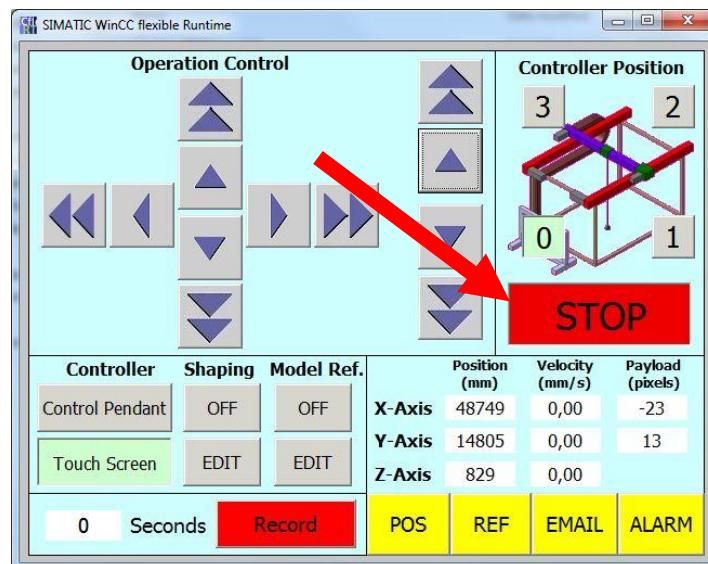 SIMATIC WinCC flexible Runtime
Operation Control
Controller Position
3
2
0
1
STOP
Controller Shaping Model Ref.
Control Pendant OFF OFF
Touch Screen EDIT EDIT
Position (mm) Velocity (mm/s) Payload (pixels)
X-Axis 48749 0,00 -23
Y-Axis 14805 0,00 13
Z-Axis 829 0,00
0 Seconds Record
POS REF EMAIL ALARM